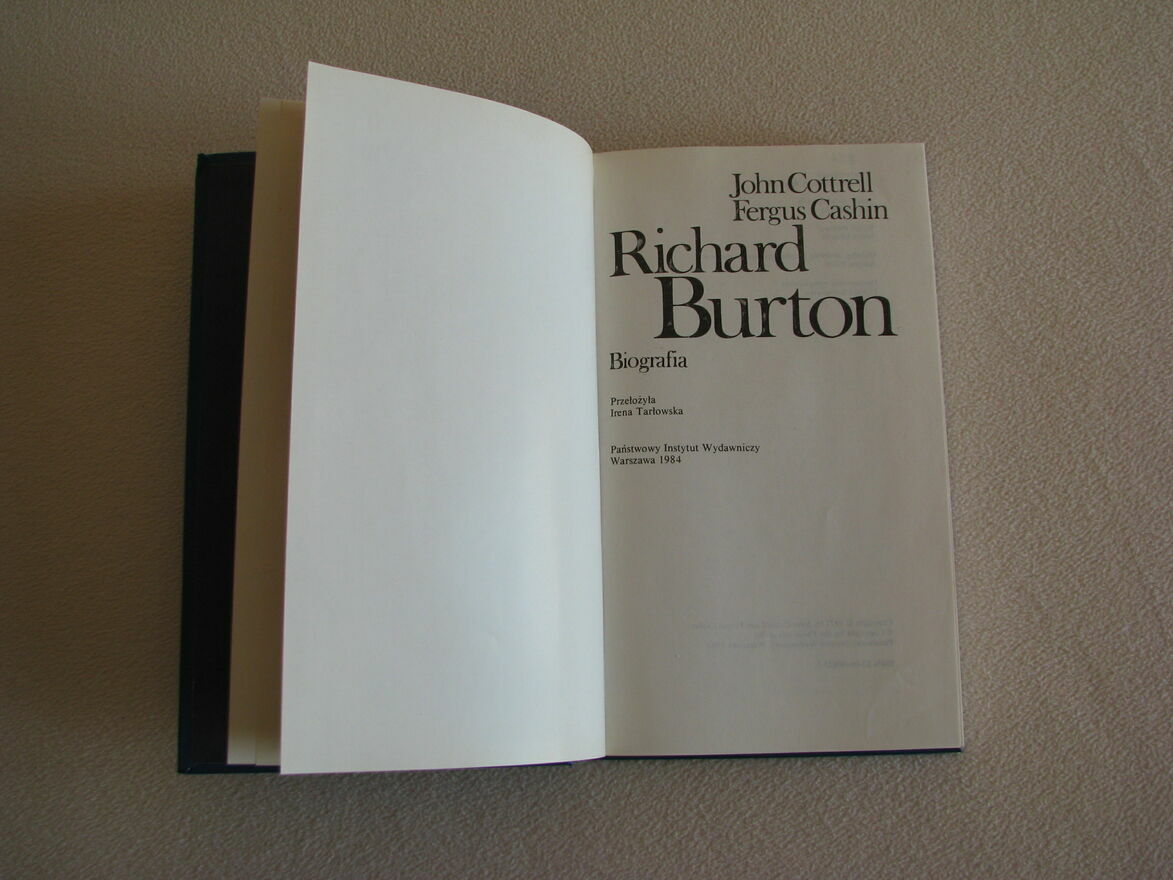 John Cottrell
Fergus Cashin
Richard
Burton
Biografia
Przełożyła
Irena Tarłowska
Państwowy Instytut Wydawniczy
Warszawa 1984